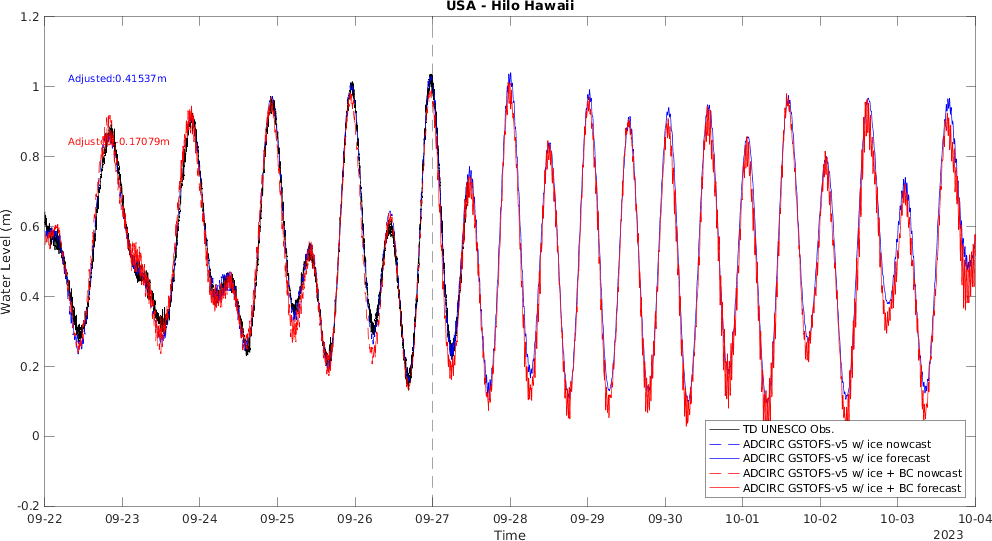 USA - Hilo Hawaii
1.2
1
0.8
0.6
0.4
0.2
0
-0.2
Water Level (m)
Adjusted:0.41537m
Adjusted:-0.17079m
TD UNESCO Obs.
ADCIRC GSTOFS-v5 w/ ice nowcast
ADCIRC GSTOFS-v5 w/ ice forecast
ADCIRC GSTOFS-v5 w/ ice + BC nowcast
ADCIRC GSTOFS-v5 w/ ice + BC forecast
09-22 09-23 09-24 09-25 09-26 09-27 09-28 09-29 09-30 10-01 10-02 10-03 10-04
Time
2023